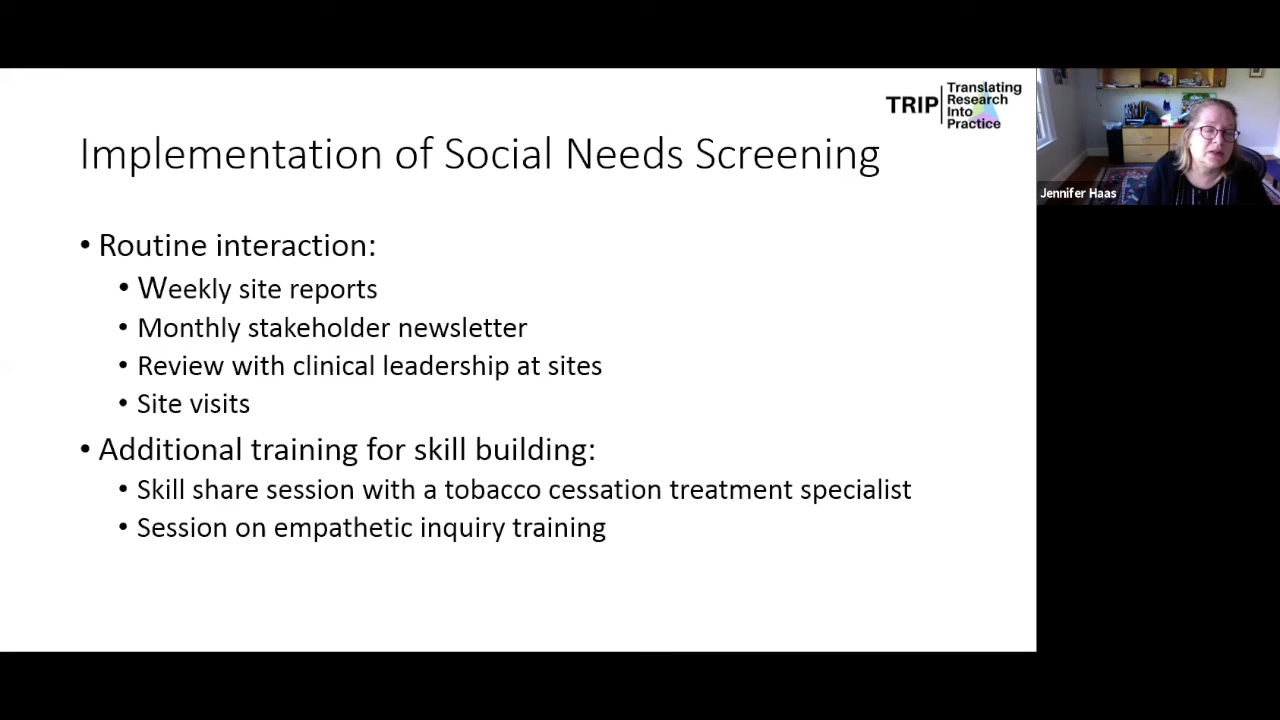 TRIP
Translating
Research
Into
Practice
Implementation of Social Needs Screening
• Routine interaction:
• Weekly site reports
• Monthly stakeholder newsletter
• Review with clinical leadership at sites
• Site visits
• Additional training for skill building:
• Skill share session with a tobacco cessation treatment specialist
• Session on empathetic inquiry training
Jennifer Haas